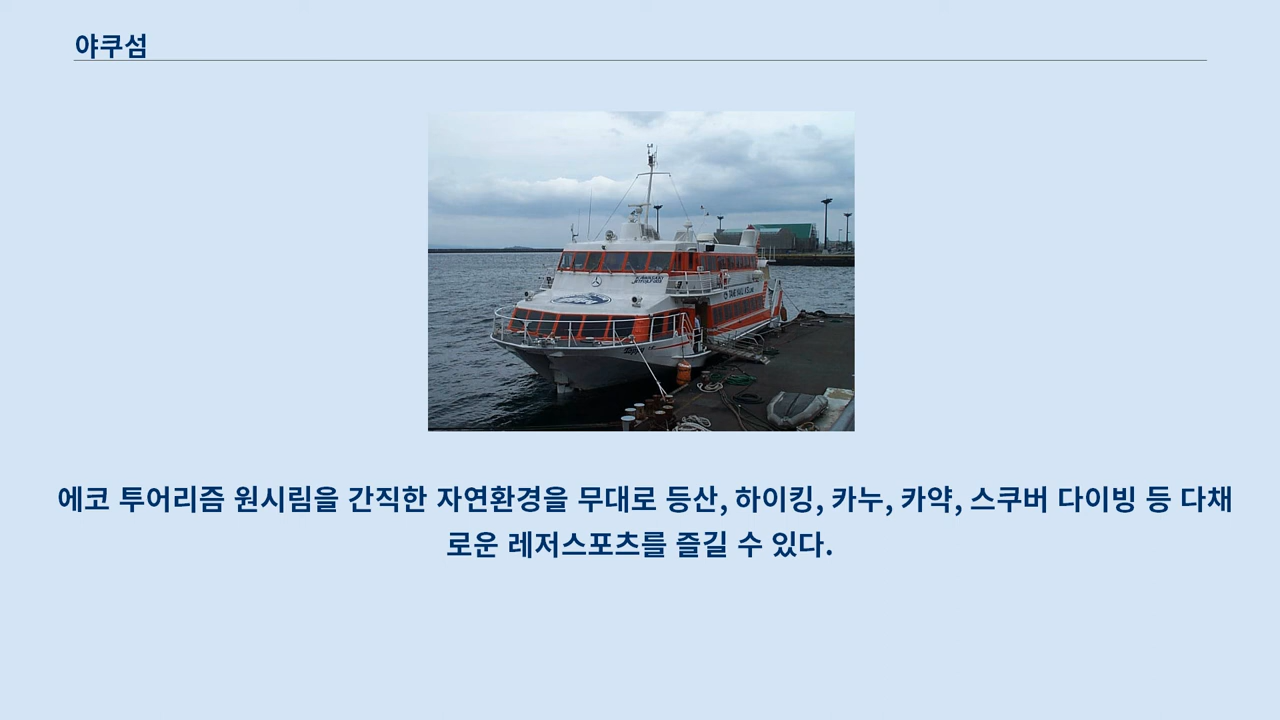 야쿠섬
에코 투어리즘 원시림을 간직한 자연환경을 무대로 등산, 하이킹, 카누, 카약, 스쿠버 다이빙 등 다채
로운 레저스포츠를 즐길 수 있다.